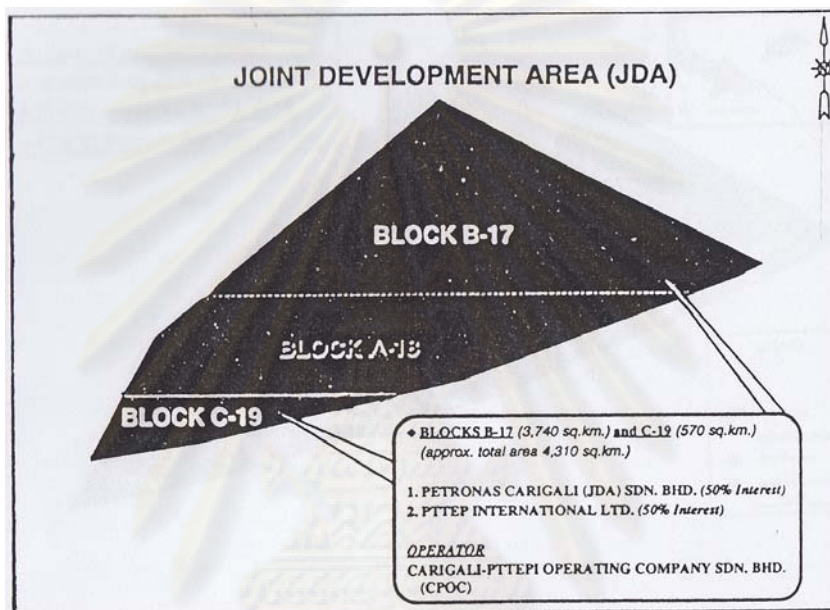 JOINT DEVELOPMENT AREA (JDA)
BLOCK B-17
BLOCK A-18
BLOCK C-19
◆ BLOCKS B-17 (3,740 sq.km.) and C-19 (570 sq.km.)
(approx. total area 4,310 sq.km.)
1. PETRONAS CARIGALI (JDA) SDN. BHD. (50% Interest)
2. PTTEP INTERNATIONAL LTD. (50% Interest)
OPERATOR
CARIGALI-PTTEPI OPERATING COMPANY SDN. BHD.
(CPOC)